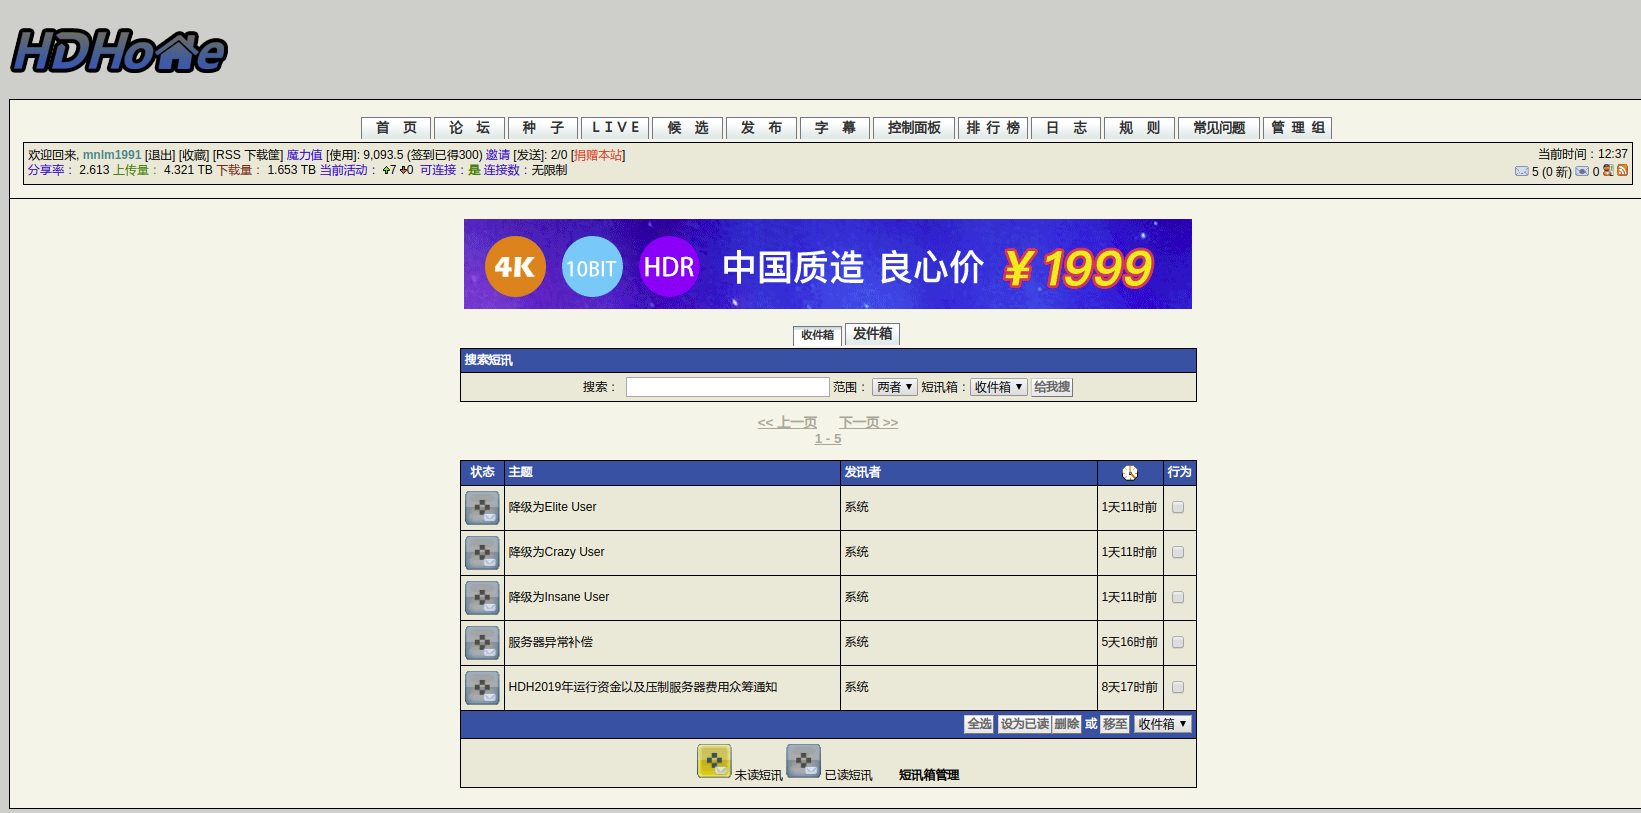 HDHome
首 页 论 坛 种 子 LIVE 候 选 发 布 字 幕 控制面板 排 行 榜 日 志 规 则 常见问题 管 理 组
欢迎回来, mnlm1991 [退出] [收藏] [RSS 下载筐] 魔力值 [使用]: 9,093.5 (签到已得300) 邀请 [发送]: 2/0 [捐赠本站] 当前时间：12:37
分享率： 2.613 上传量： 4.321 TB 下载量： 1.653 TB 当前活动： 7 0 可连接：是 连接数：无限制 5 (0 新) 0
4K 10BIT HDR 中国质造 良心价 ¥1999
收件箱 发件箱
搜索短讯
搜索： 范围： 两者 短讯箱：收件箱 给我搜
<< 上一页 下一页 >>
1 - 5
状态 主题 发讯者 行为
降级为Elite User 系统 1天11时前
降级为Crazy User 系统 1天11时前
降级为Insane User 系统 1天11时前
服务器异常补偿 系统 5天16时前
HDH2019年运行资金以及压制服务器费用众筹通知 系统 8天17时前
全选 设为已读 删除 或 移至 收件箱
未读短讯 已读短讯 短讯箱管理